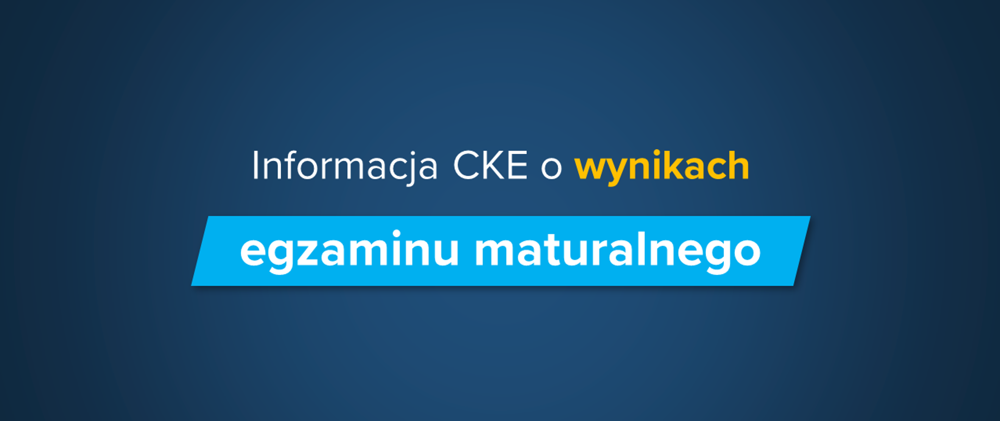 Informacja CKE o wynikach
egzaminu maturalnego